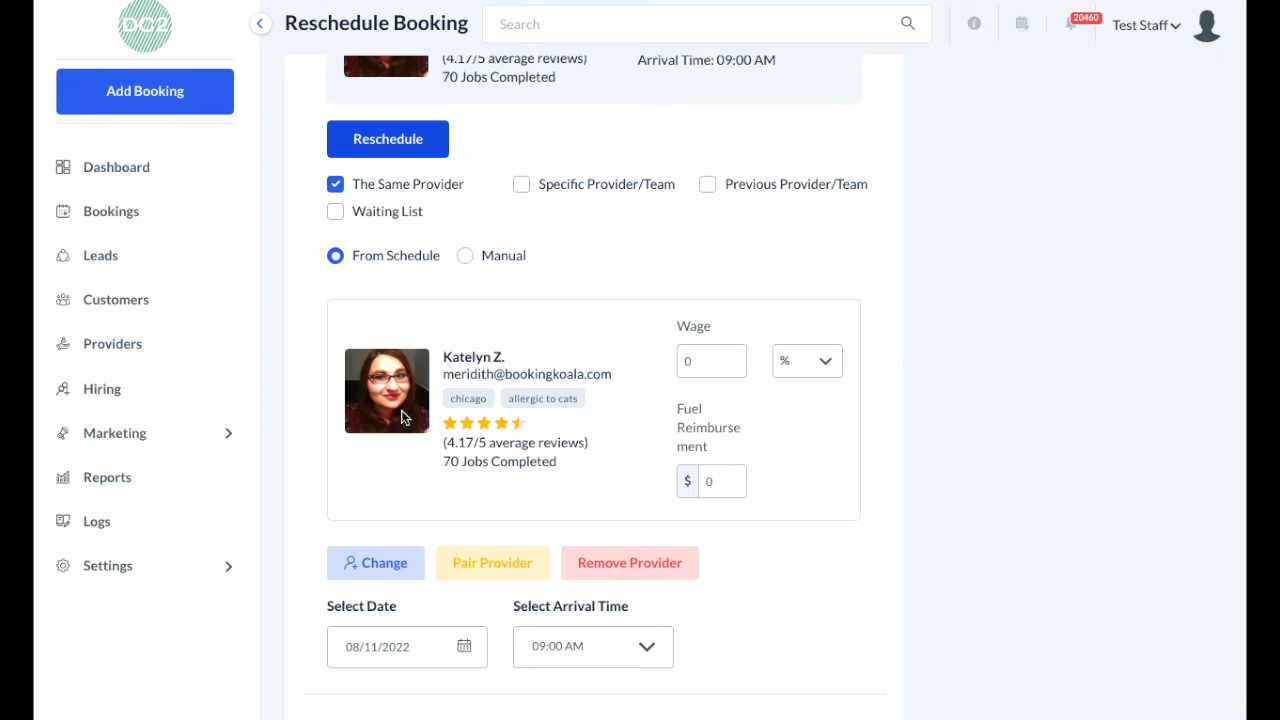 DC2
Reschedule Booking
Search
20460
Test Staff
Add Booking
Dashboard
Bookings
Leads
Customers
Providers
Hiring
Marketing
Reports
Logs
Settings
(4.17/5 average reviews)
Arrival Time: 09:00 AM
70 Jobs Completed
Reschedule
The Same Provider
Specific Provider/Team
Previous Provider/Team
Waiting List
From Schedule
Manual
Katelyn Z.
meridith@bookingkoala.com
chicago
allergic to cats
(4.17/5 average reviews)
70 Jobs Completed
Wage
0
%
Fuel
Reimburse
ment
$
0
Change
Pair Provider
Remove Provider
Select Date
Select Arrival Time
08/11/2022
09:00 AM